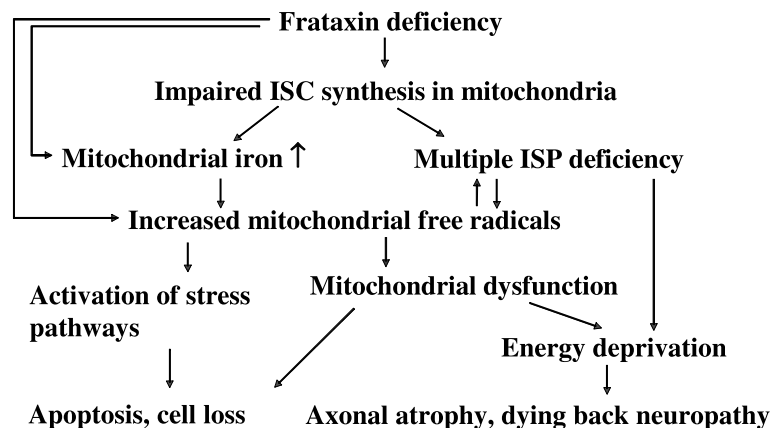 Frataxin deficiency
Impaired ISC synthesis in mitochondria
Mitochondrial iron ↑
Multiple ISP deficiency
Increased mitochondrial free radicals
Activation of stress
pathways
Mitochondrial dysfunction
Energy deprivation
Apoptosis, cell loss
Axonal atrophy, dying back neuropathy